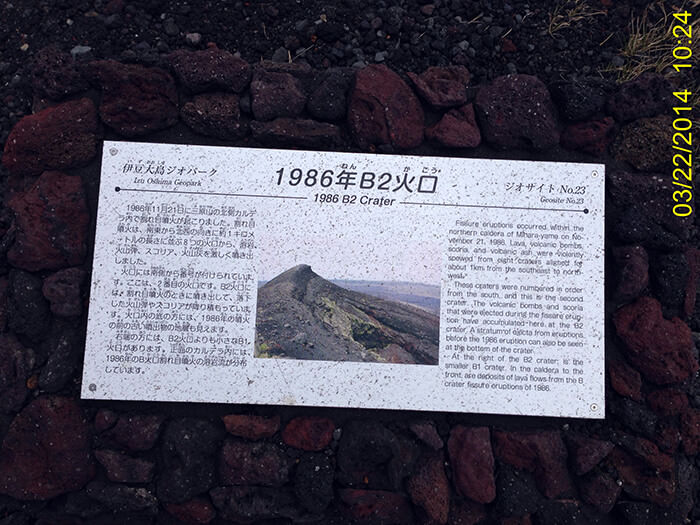 03/22/2014 10:24
いずおおしま
伊豆大島ジオパーク
Izu Oshima Geopark
ねん かこう
1986年B2火口
1986 B2 Crater
ジオサイト No.23
Geosite No.23
1986年11月21日に三原山の北側カルデ
ラ内で割れ目噴火が起こりました。割れ目
噴火は、南東から北西の向きに約1キロメ
ートルの長さに並ぶ8つの火口から、溶岩、
火山弾、スコリア、火山灰を激しく噴き出
しました。
火口には南側から番号が付けられていま
す。ここは、2番目の火口です。B2火口に
は、割れ目噴火のときに噴き出して、落下
した火山弾やスコリアが降り積もっていま
す。火口内の底の方には、1986年の噴火
の前の古い噴出物の地層も見えます。
右端の方には、B2火口よりも小さなB1
火口があります。正面のカルデラ内には、
1986年のB火口割れ目噴火の溶岩流が分布
しています。
Fissure eruptions occurred within the
northern caldera of Mihara-yama on No-
vember 21, 1986. Lava, volcanic bombs,
scoria, and volcanic ash were violently
spewed from eight craters aligned for
about 1km from the southeast to north-
west.
These craters were numbered in order
from the south, and this is the second
crater. The volcanic bombs and scoria
that were ejected during the fissure erup-
tion have accumulated here at the B2
crater. A stratum of ejecta from eruptions
before the 1986 eruption can also be seen
at the bottom of the crater.
At the right of the B2 crater, is the
smaller B1 crater. In the caldera to the
front, are deposits of lava flows from the B
crater fissure eruptions of 1986.